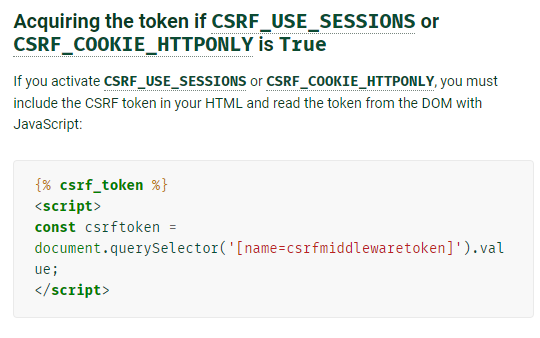 Acquiring the token if CSRF_USE_SESSIONS or
CSRF_COOKIE_HTTPONLY is True
If you activate CSRF_USE_SESSIONS or CSRF_COOKIE_HTTPONLY, you must
include the CSRF token in your HTML and read the token from the DOM with
JavaScript:
{% csrf_token %}
<script>
const csrftoken =
document.querySelector('[name=csrfmiddlewaretoken]').val
ue;
</script>